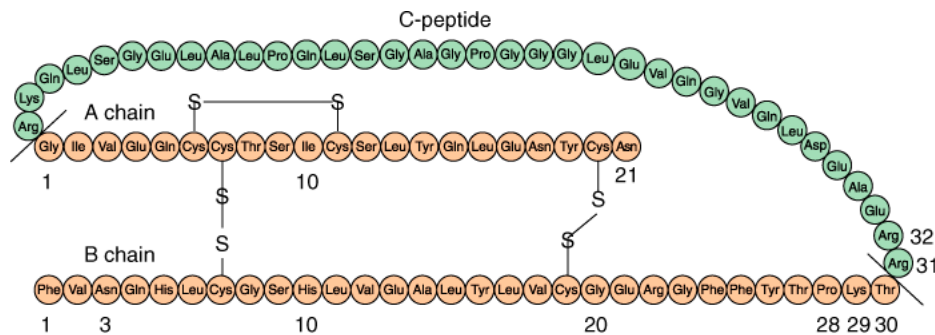 C-peptide
Lys Gln Leu Ser Gly Glu Leu Ala Leu Pro Gln Leu Ser Gly Ala Gly Pro Gly Gly Gly Leu Glu Val Gln Gly Val Gln Leu Asp Glu Ala Glu Arg Arg
Arg
32
31
A chain
S S
Gly Ile Val Glu Gln Cys Cys Thr Ser Ile Cys Ser Leu Tyr Gln Leu Glu Asn Tyr Cys Asn
1 10 21
S S
S S
B chain
Phe Val Asn Gln His Leu Cys Gly Ser His Leu Val Glu Ala Leu Tyr Leu Val Cys Gly Glu Arg Gly Phe Phe Tyr Thr Pro Lys Thr
1 3 10 20 28 29 30